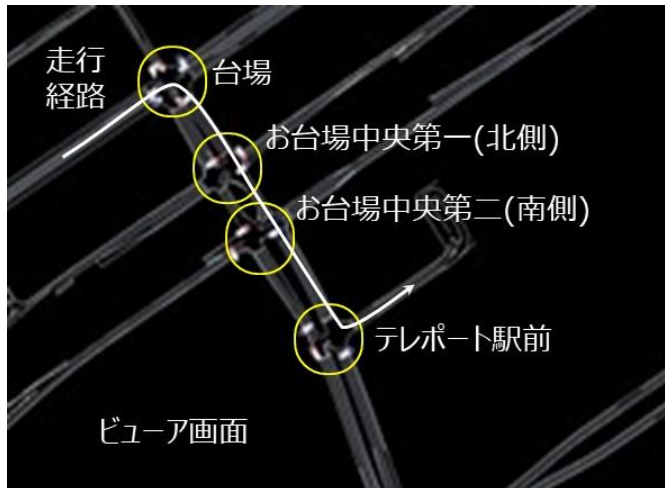 走行
経路
台場
お台場中央第一(北側)
お台場中央第二(南側)
テレポート駅前
ビューア画面